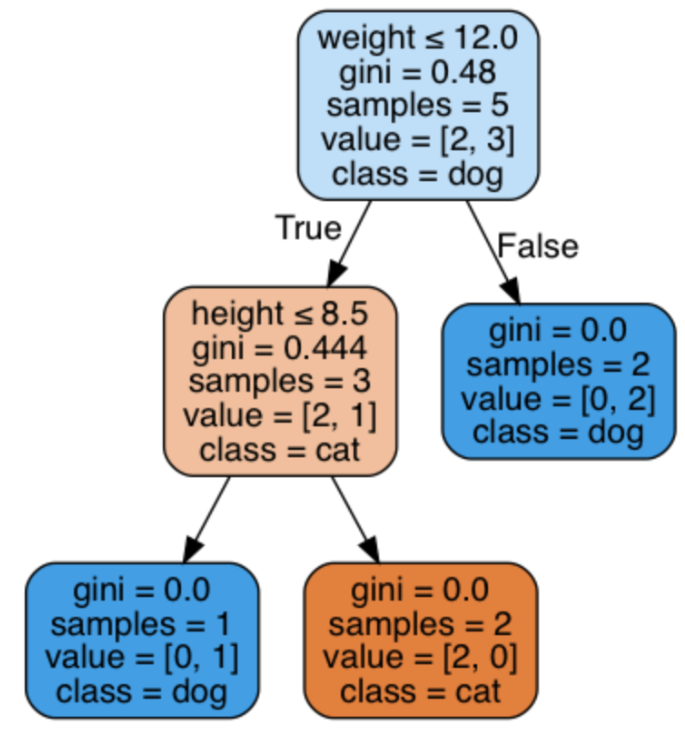 weight ≤ 12.0
gini = 0.48
samples = 5
value = [2, 3]
class = dog
True
False
height ≤ 8.5
gini = 0.444
samples = 3
value = [2, 1]
class = cat
gini = 0.0
samples = 2
value = [0, 2]
class = dog
gini = 0.0
samples = 1
value = [0, 1]
class = dog
gini = 0.0
samples = 2
value = [2, 0]
class = cat